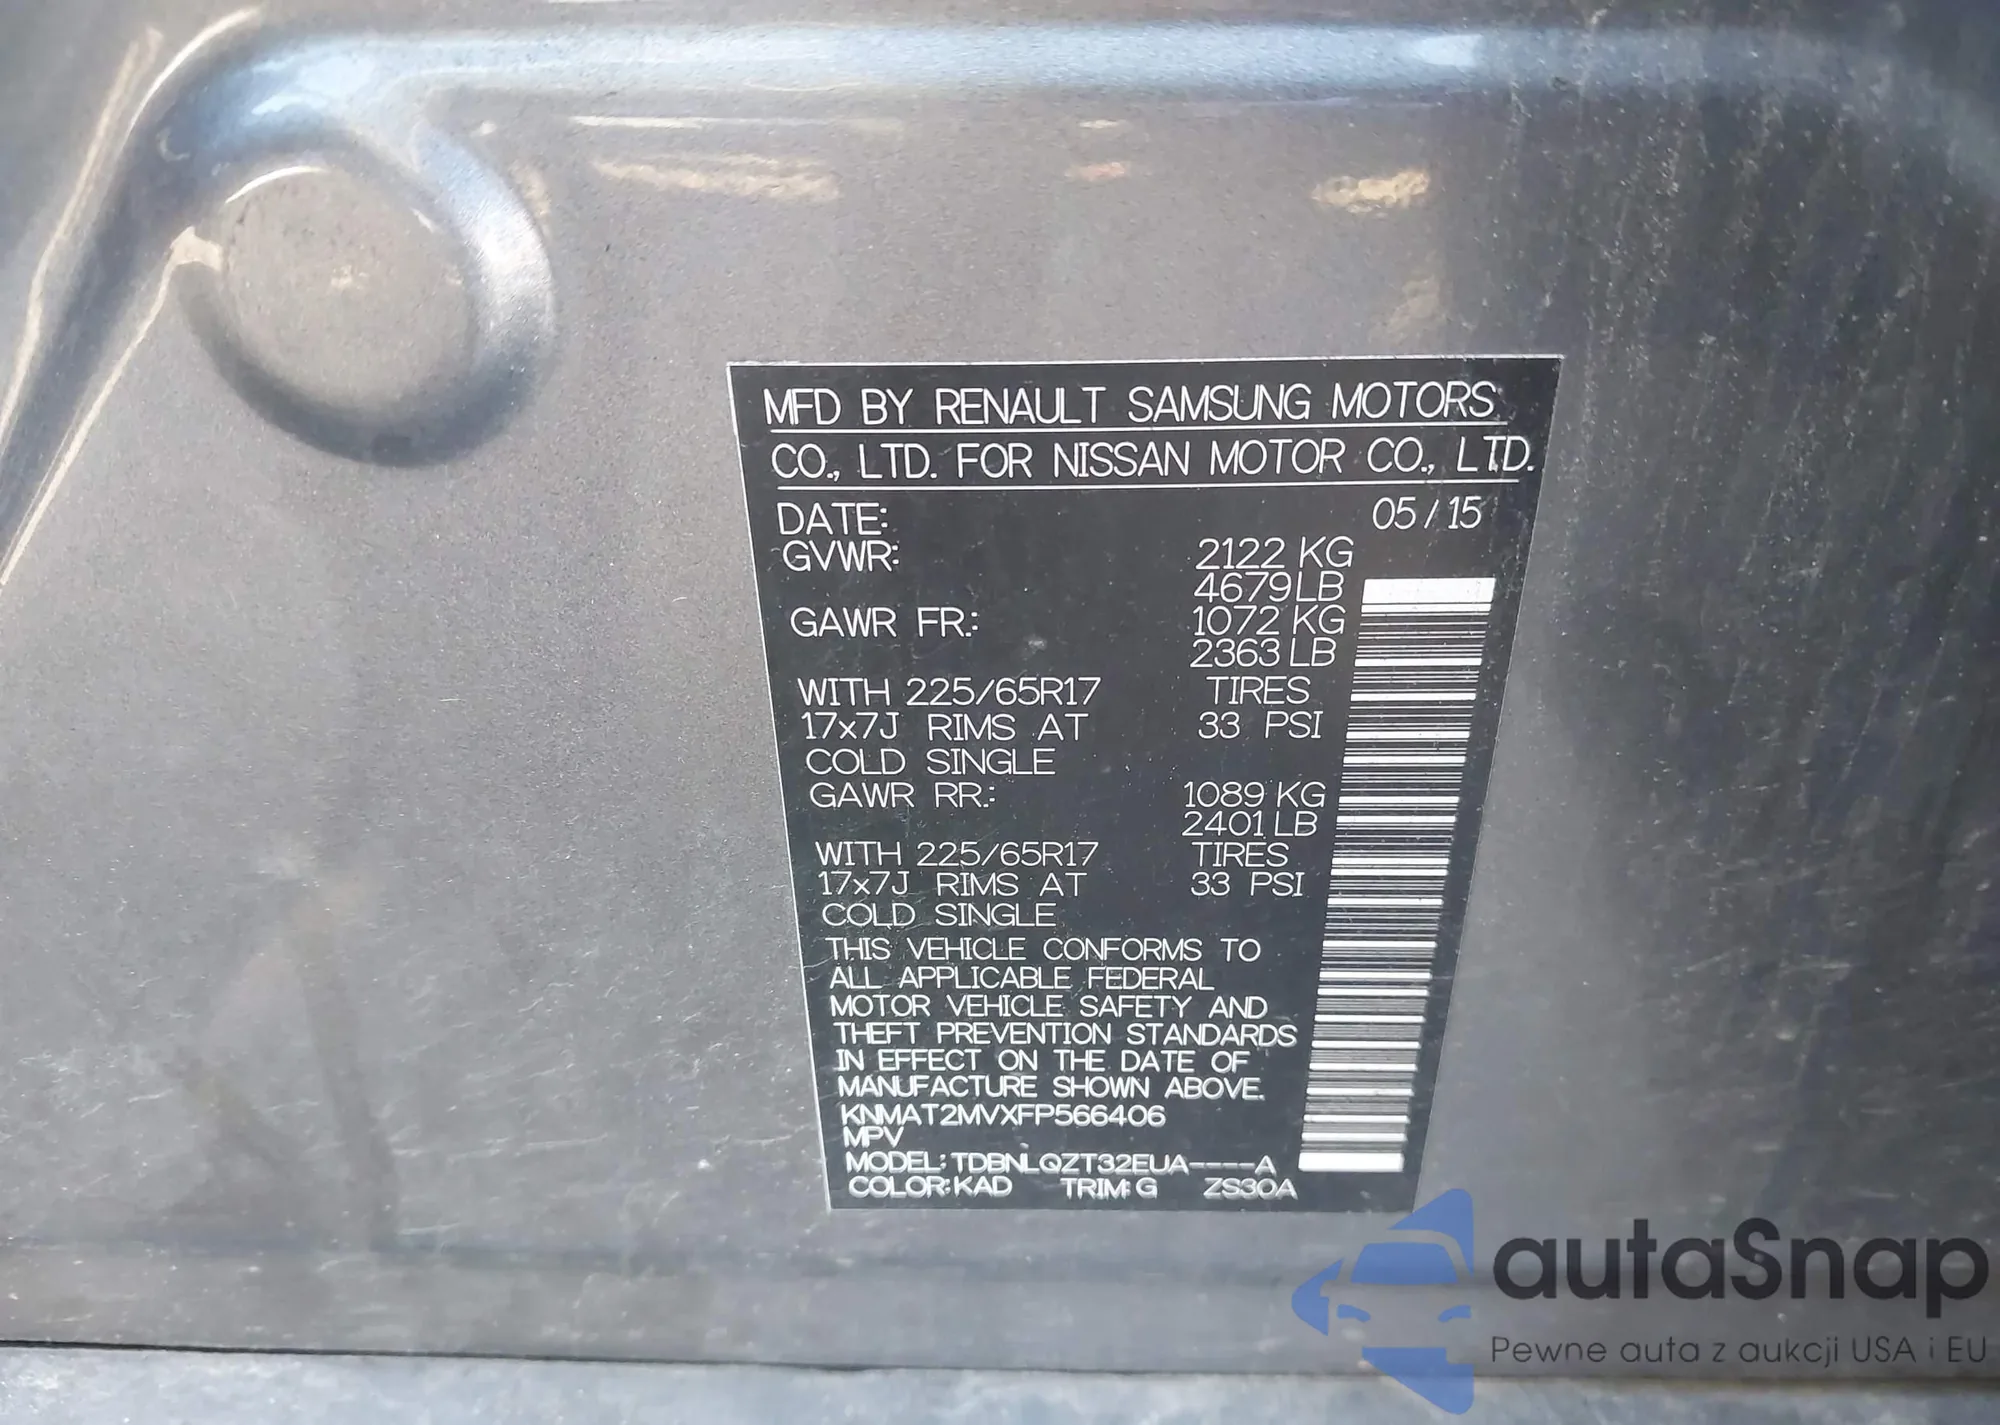 MFD BY RENAULT SAMSUNG MOTORS
CO., LTD. FOR NISSAN MOTOR CO., LTD.
DATE: 05/15
GVWR: 2122 KG
4679 LB
GAWR FR.: 1072 KG
2363 LB
WITH 225/65R17 TIRES
17x7J RIMS AT 33 PSI
COLD SINGLE
GAWR RR.: 1089 KG
2401 LB
WITH 225/65R17 TIRES
17x7J RIMS AT 33 PSI
COLD SINGLE
THIS VEHICLE CONFORMS TO
ALL APPLICABLE FEDERAL
MOTOR VEHICLE SAFETY AND
THEFT PREVENTION STANDARDS
IN EFFECT ON THE DATE OF
MANUFACTURE SHOWN ABOVE.
KNMAT2MVXFP566406
MPV
MODEL: TDBNLQZT32EUA----A
COLOR: KAD TRIM: G ZS30A
autaSnap
Pewne auta z aukcji USA i EU